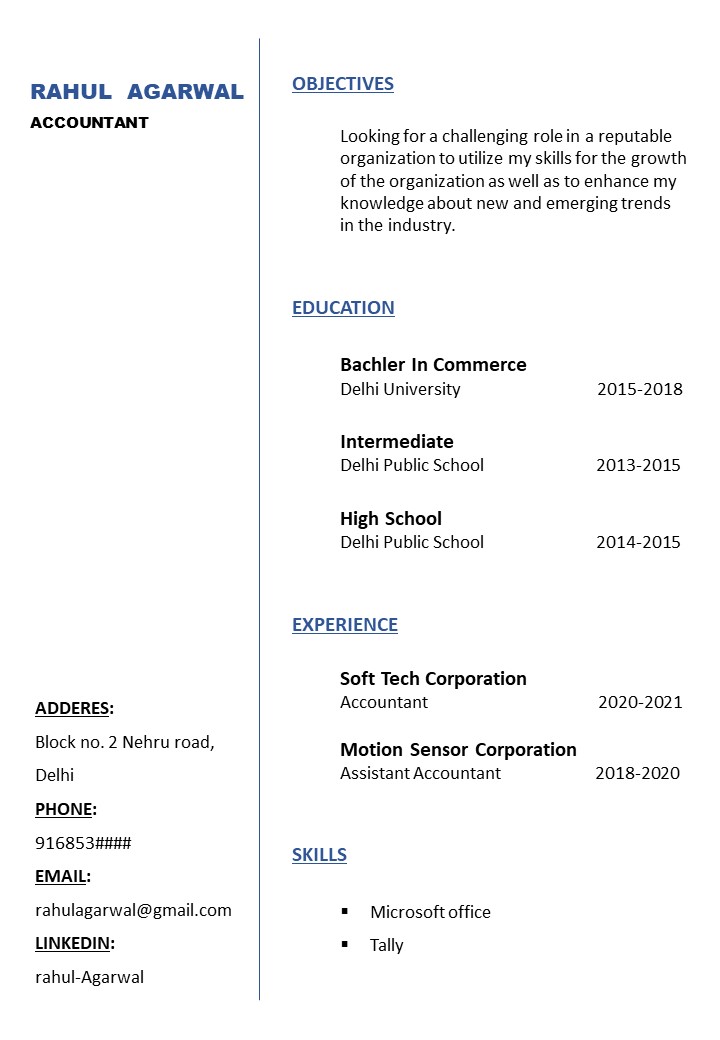 RAHUL AGARWAL
ACCOUNTANT
ADDERES:
Block no. 2 Nehru road,
Delhi
PHONE:
916853####
EMAIL:
rahulagarwal@gmail.com
LINKEDIN:
rahul-Agarwal
OBJECTIVES
Looking for a challenging role in a reputable
organization to utilize my skills for the growth
of the organization as well as to enhance my
knowledge about new and emerging trends
in the industry.
EDUCATION
Bachler In Commerce
Delhi University 2015-2018
Intermediate
Delhi Public School 2013-2015
High School
Delhi Public School 2014-2015
EXPERIENCE
Soft Tech Corporation
Accountant 2020-2021
Motion Sensor Corporation
Assistant Accountant 2018-2020
SKILLS
▪ Microsoft office
▪ Tally